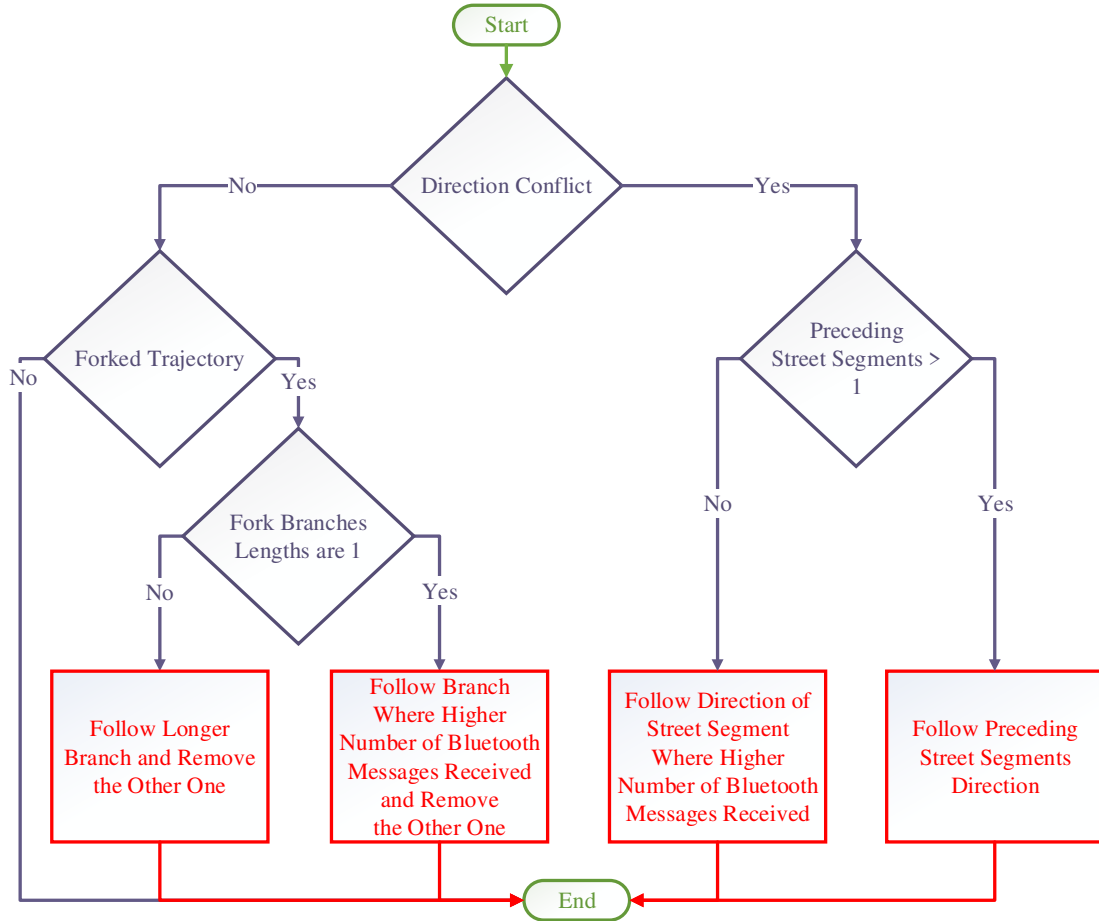 Start
Direction Conflict
No
Yes
Forked Trajectory
Preceding
Street Segments >
1
No
Yes
Fork Branches
Lengths are 1
No
Yes
No
Yes
Follow Longer
Branch and Remove
the Other One
Follow Branch
Where Higher
Number of Bluetooth
Messages Received
and Remove
the Other One
Follow Direction of
Street Segment
Where Higher
Number of Bluetooth
Messages Received
Follow Preceding
Street Segments
Direction
End